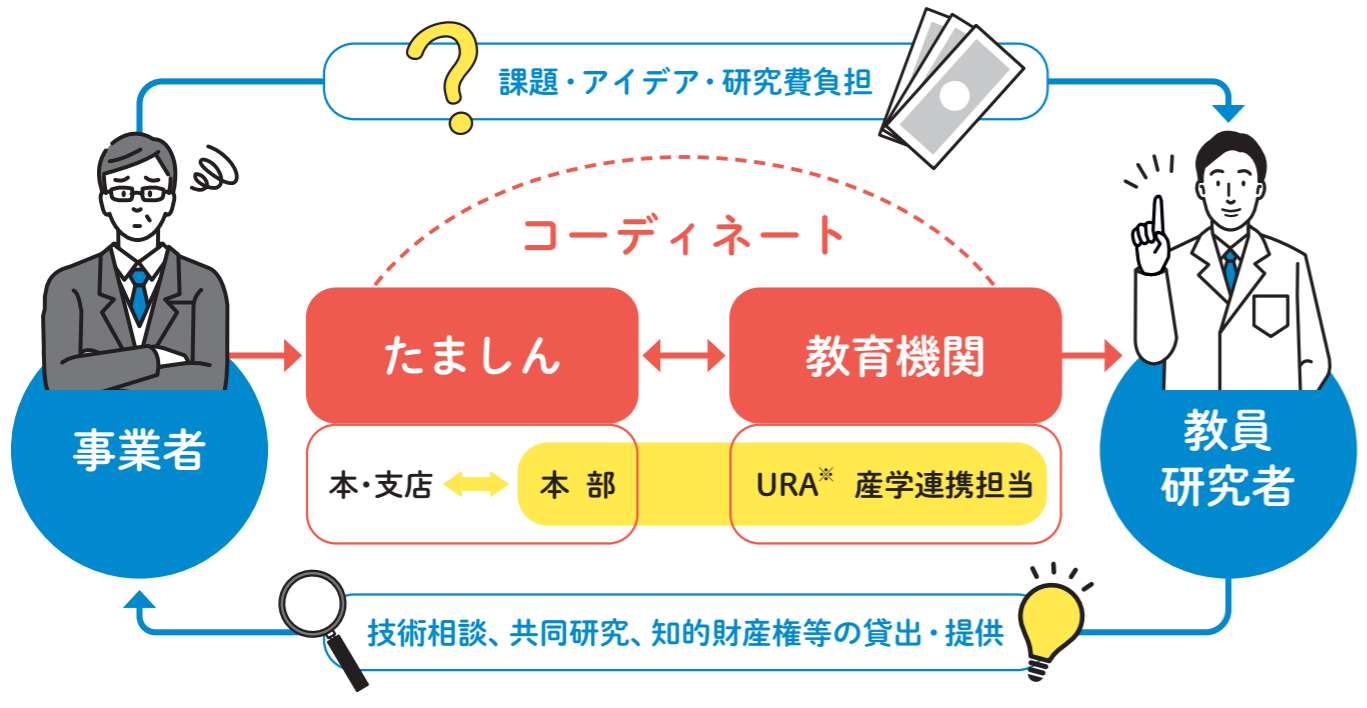 課題・アイデア・研究費負担
コーディネート
たましん
教育機関
事業者
本・支店
本 部
URA※ 産学連携担当
教員
研究者
技術相談、共同研究、知的財産権等の貸出・提供